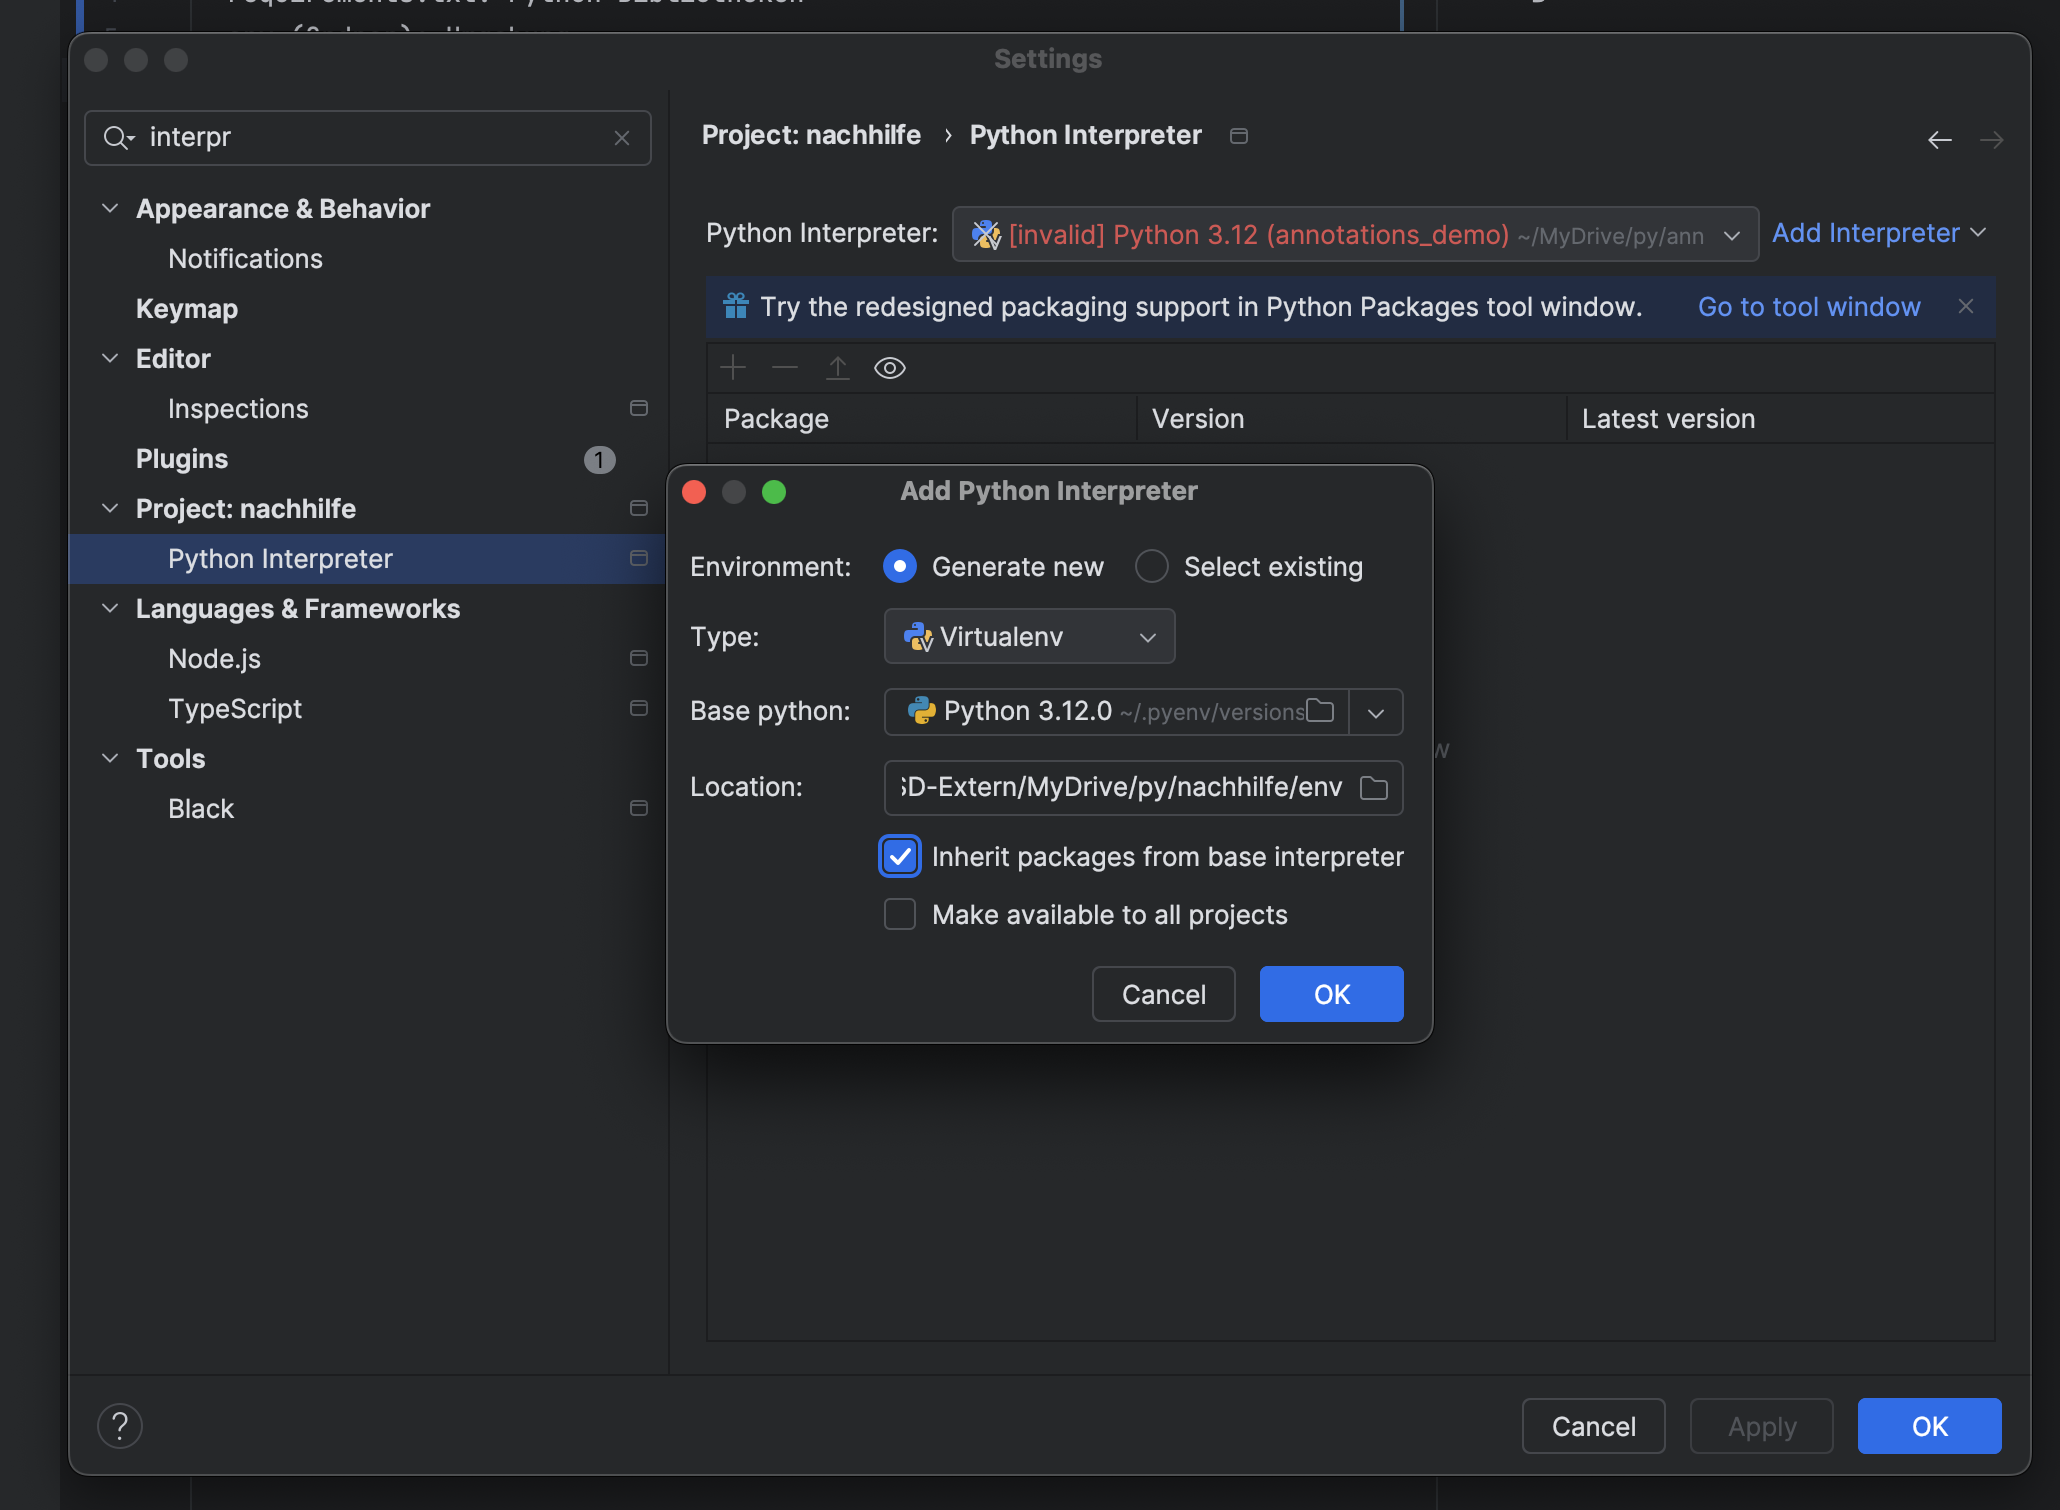 Settings
interpr
Appearance & Behavior
Notifications
Keymap
Editor
Inspections
Plugins
1
Project: nachhilfe
Python Interpreter
Languages & Frameworks
Node.js
TypeScript
Tools
Black
Project: nachhilfe › Python Interpreter
Python Interpreter: [invalid] Python 3.12 (annotations_demo) ~/MyDrive/py/ann Add Interpreter
Try the redesigned packaging support in Python Packages tool window. Go to tool window
Package Version Latest version
Add Python Interpreter
Environment: Generate new Select existing
Type: Virtualenv
Base python: Python 3.12.0 ~/.pyenv/versions
Location: SD-Extern/MyDrive/py/nachhilfe/env
Inherit packages from base interpreter
Make available to all projects
Cancel OK
w
? Cancel Apply OK